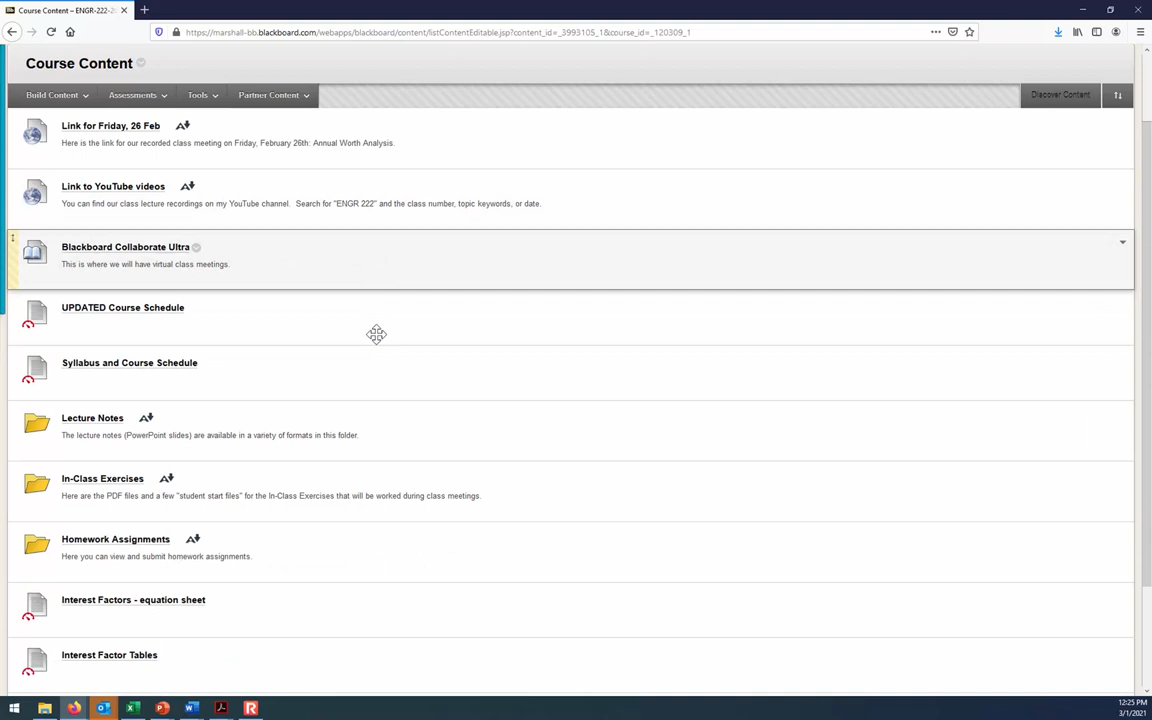 Course Content – ENGR-222-2
https://marshall-bb.blackboard.com/webapps/blackboard/content/listContentEditable.jsp?content_id=_3993105_1&course_id=_120309_1
Course Content
Build Content Assessments Tools Partner Content Discover Content
Link for Friday, 26 Feb
Here is the link for our recorded class meeting on Friday, February 26th: Annual Worth Analysis.
Link to YouTube videos
You can find our class lecture recordings on my YouTube channel. Search for "ENGR 222" and the class number, topic keywords, or date.
Blackboard Collaborate Ultra
This is where we will have virtual class meetings.
UPDATED Course Schedule
Syllabus and Course Schedule
Lecture Notes
The lecture notes (PowerPoint slides) are available in a variety of formats in this folder.
In-Class Exercises
Here are the PDF files and a few "student start files" for the In-Class Exercises that will be worked during class meetings.
Homework Assignments
Here you can view and submit homework assignments.
Interest Factors - equation sheet
Interest Factor Tables
12:25 PM
3/1/2021